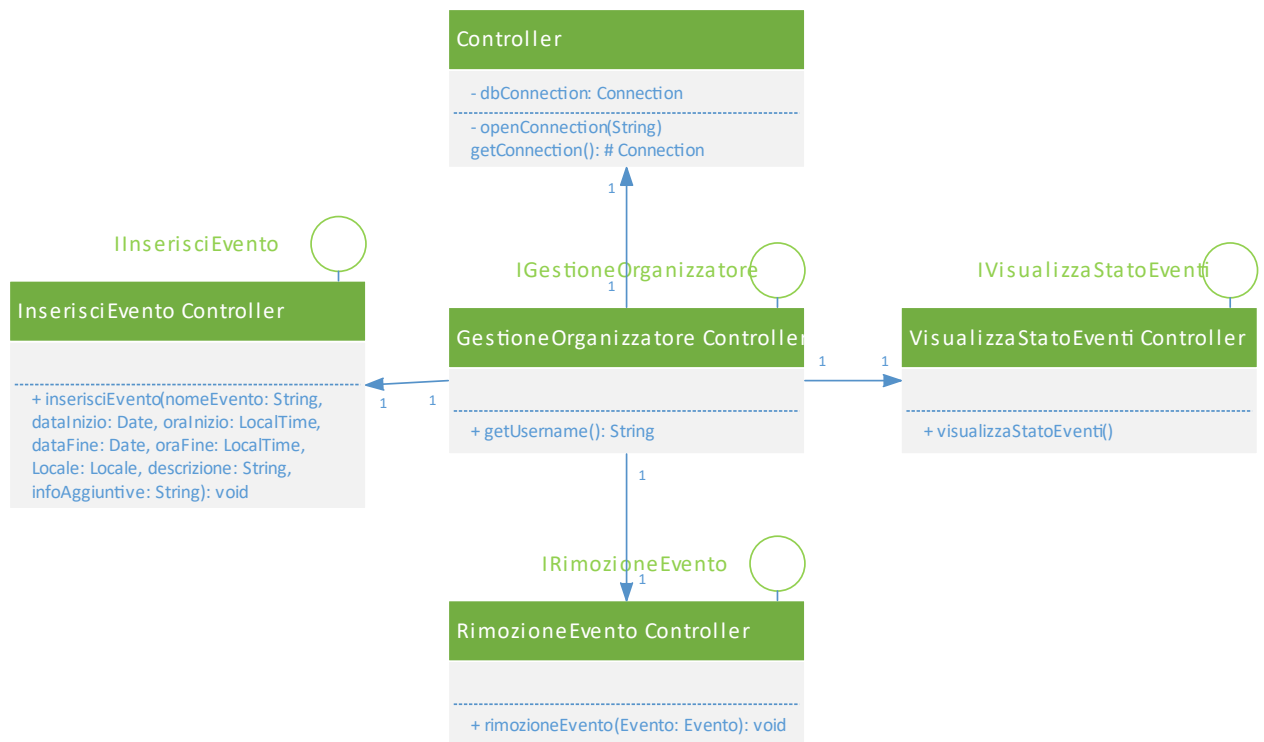 Controller
- dbConnection: Connection
- openConnection(String)
getConnection(): # Connection
1
IInserisciEvento
IGestioneOrganizzatore
IVisualizzaStatoEventi
1
InserisciEvento Controller
GestioneOrganizzatore Controller
VisualizzaStatoEventi Controller
1
1
1
1
+ inserisciEvento(nomeEvento: String,
dataInizio: Date, oraInizio: LocalTime,
dataFine: Date, oraFine: LocalTime,
Locale: Locale, descrizione: String,
infoAggiuntive: String): void
+ getUsername(): String
+ visualizzaStatoEventi()
1
IRimozioneEvento
1
RimozioneEvento Controller
+ rimozioneEvento(Evento: Evento): void